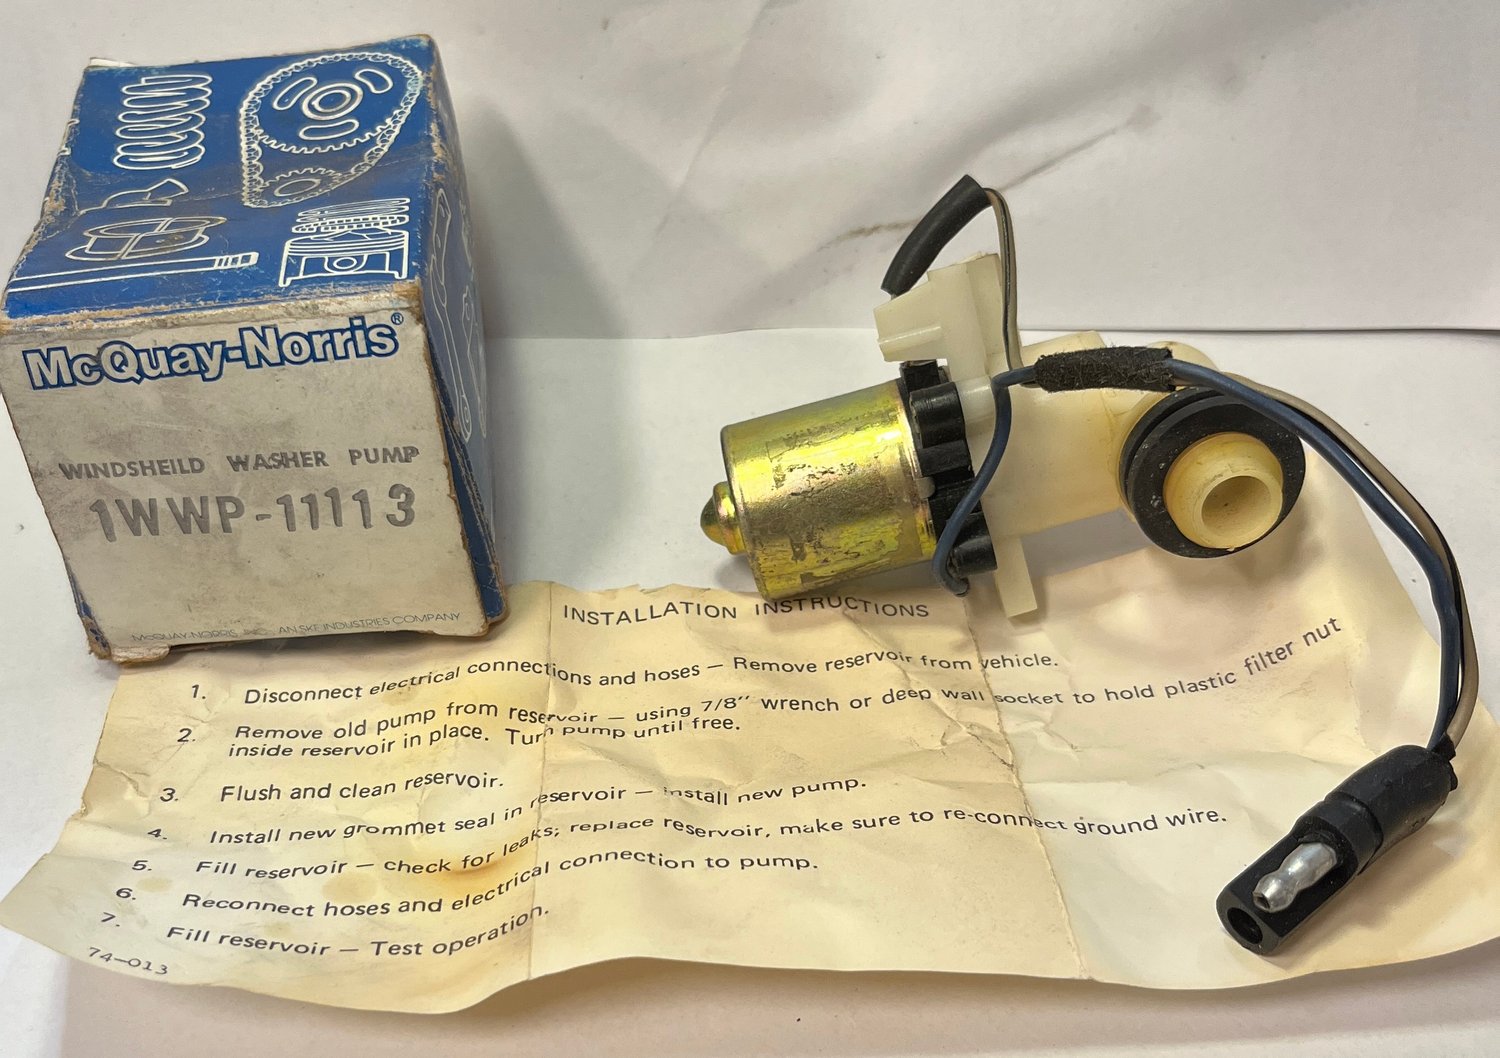 McQuay-Norris®
WINDSHEILD WASHER PUMP
1WWP-11113
McQUAY-NORRIS, INC., AN SKF INDUSTRIES COMPANY
INSTALLATION INSTRUCTIONS
1. Disconnect electrical connections and hoses — Remove reservoir from vehicle.
2. Remove old pump from reservoir — using 7/8" wrench or deep wall socket to hold plastic filter nut
inside reservoir in place. Turn pump until free.
3. Flush and clean reservoir.
4. Install new grommet seal in reservoir — install new pump.
5. Fill reservoir — check for leaks; replace reservoir, make sure to re-connect ground wire.
6. Reconnect hoses and electrical connection to pump.
7. Fill reservoir — Test operation.
74-013